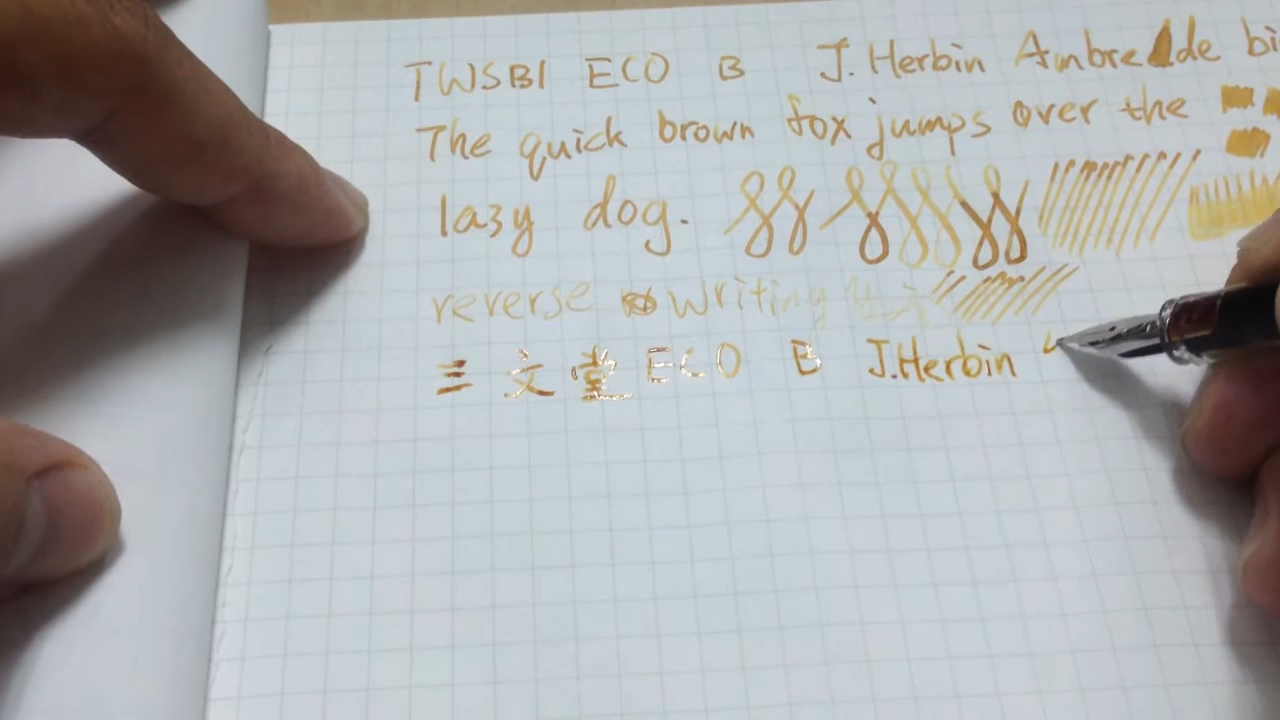 TWSBI ECO B J.Herbin Ambre de bi
The quick brown fox jumps over the
lazy dog.
reverse writing
三文堂 ECO B J.Herbin